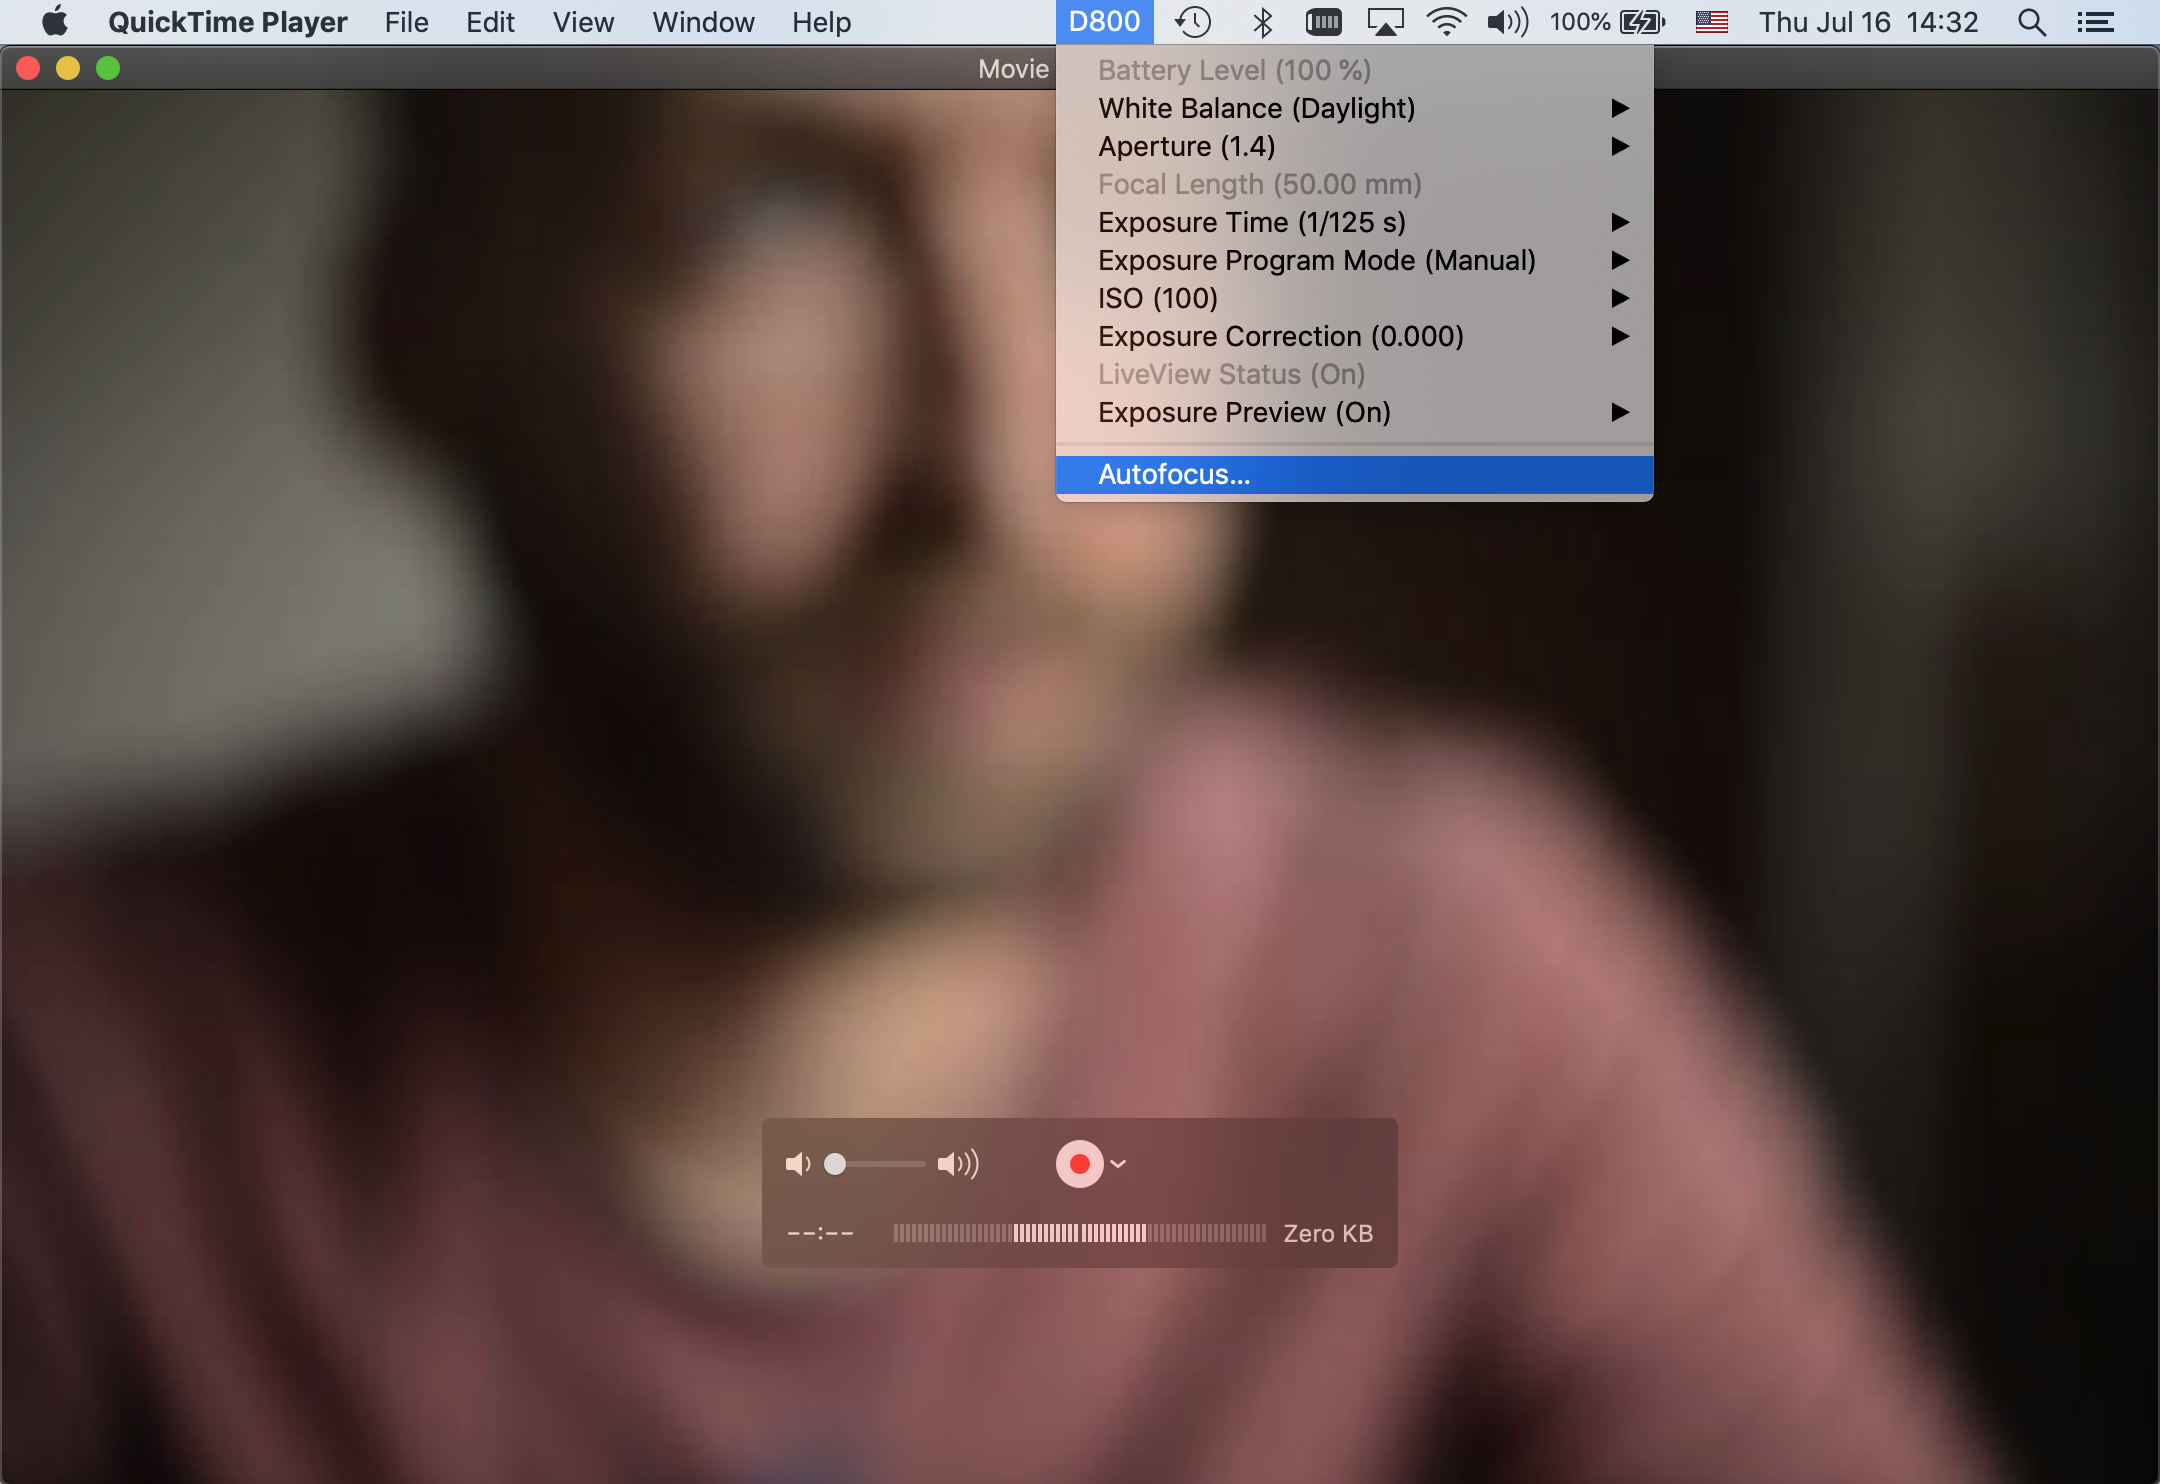 QuickTime Player File Edit View Window Help D800 100% Thu Jul 16 14:32
Movie
Battery Level (100 %)
White Balance (Daylight)
Aperture (1.4)
Focal Length (50.00 mm)
Exposure Time (1/125 s)
Exposure Program Mode (Manual)
ISO (100)
Exposure Correction (0.000)
LiveView Status (On)
Exposure Preview (On)
Autofocus...
--:-- Zero KB